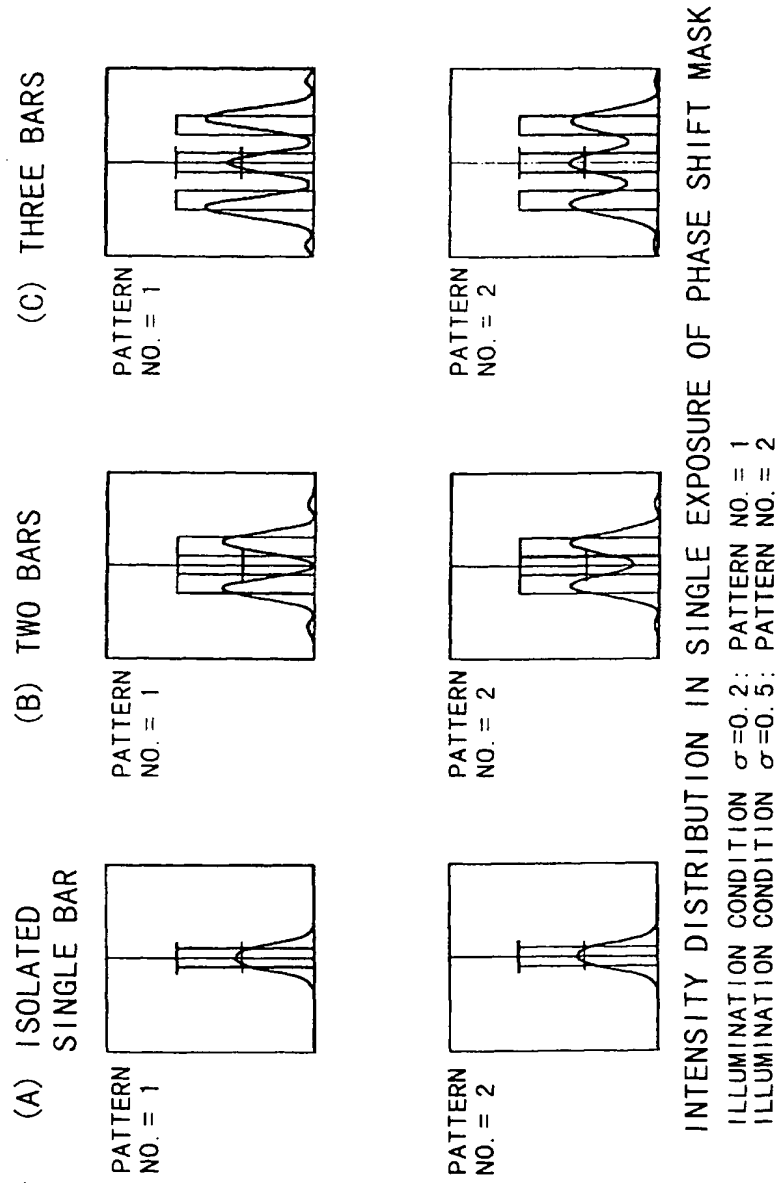 (A) ISOLATED
SINGLE BAR
(B) TWO BARS
(C) THREE BARS
PATTERN
NO. = 1
PATTERN
NO. = 1
PATTERN
NO. = 1
PATTERN
NO. = 2
PATTERN
NO. = 2
PATTERN
NO. = 2
INTENSITY DISTRIBUTION IN SINGLE EXPOSURE OF PHASE SHIFT MASK
ILLUMINATION CONDITION σ=0.2: PATTERN NO. = 1
ILLUMINATION CONDITION σ=0.5: PATTERN NO. = 2